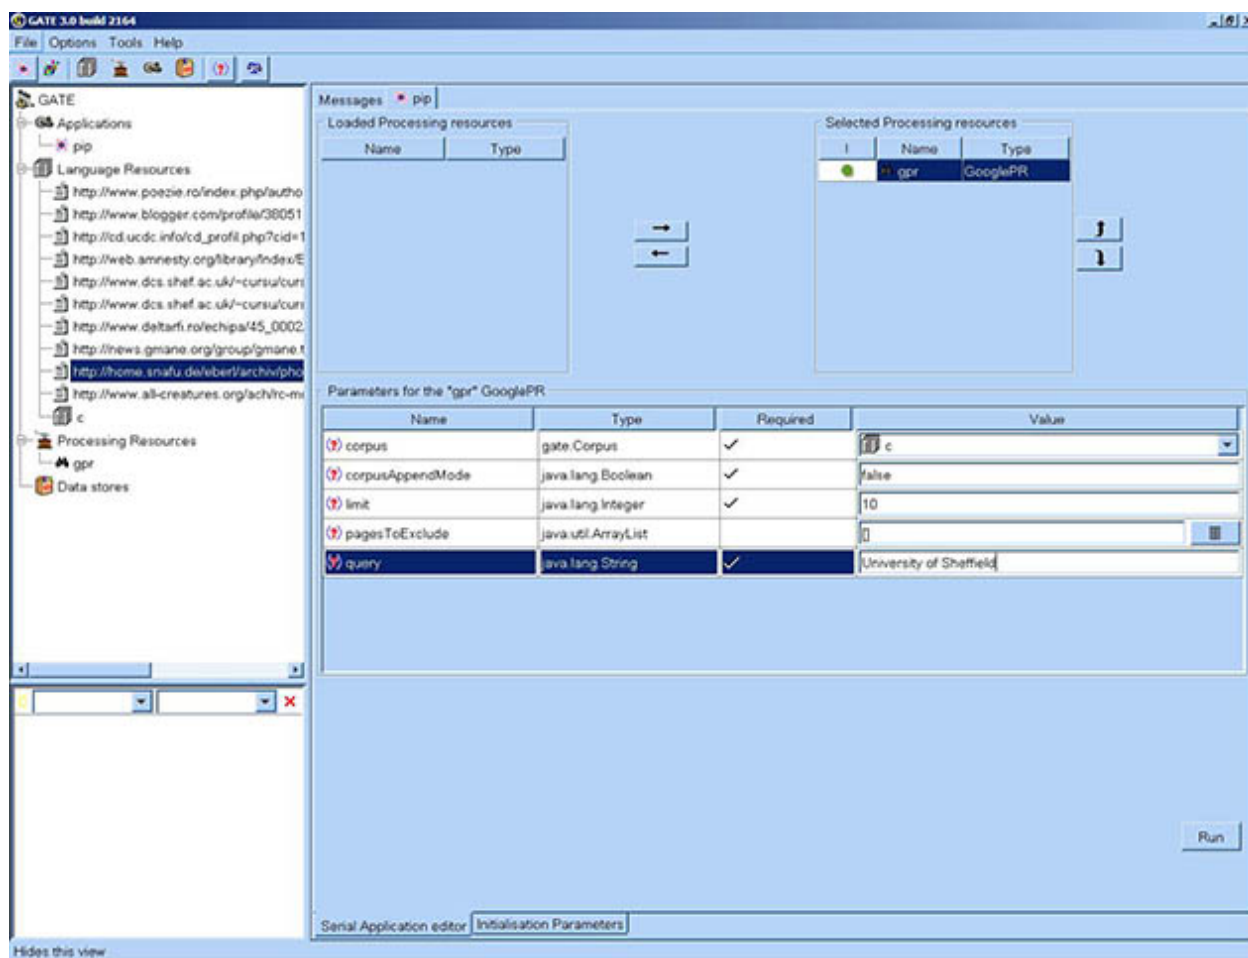 GATE 3.0 build 2164
File Options Tools Help
GATE
Applications
pip
Language Resources
http://www.poezie.ro/index.php/autho
http://www.blogger.com/profile/38051
http://cd.ucdc.info/cd_profil.php?cid=1
http://web.amnesty.org/library/Index/E
http://www.dcs.shef.ac.uk/~cursu/curs
http://www.dcs.shef.ac.uk/~cursu/curs
http://www.deltarfi.ro/echipa/45_0002.
http://news.gmane.org/group/gmane.t
http://home.snafu.de/eberl/archiv/pho
http://www.all-creatures.org/ach/rc-m
c
Processing Resources
gpr
Data stores
Messages pip
Loaded Processing resources
Name Type
Selected Processing resources
! Name Type
gpr GooglePR
Parameters for the "gpr" GooglePR
Name Type Required Value
(?) corpus gate.Corpus ✓ c
(?) corpusAppendMode java.lang.Boolean ✓ false
(?) limit java.lang.Integer ✓ 10
(?) pagesToExclude java.util.ArrayList []
(?) query java.lang.String ✓ University of Sheffield
Run
Serial Application editor Initialisation Parameters
Hides this view